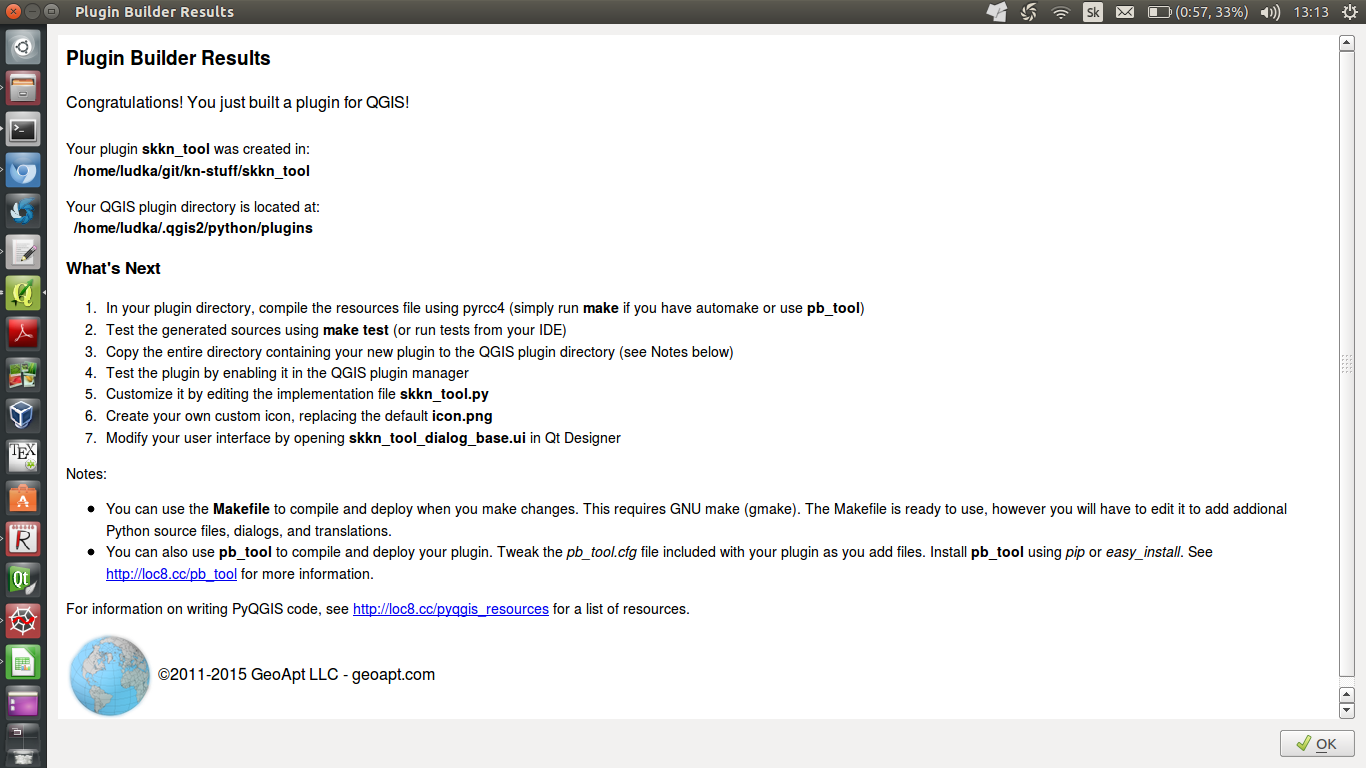 Plugin Builder Results
Sk
(0:57, 33%)
13:13
Plugin Builder Results
Congratulations! You just built a plugin for QGIS!
Your plugin skkn_tool was created in:
/home/ludka/git/kn-stuff/skkn_tool
Your QGIS plugin directory is located at:
/home/ludka/.qgis2/python/plugins
What's Next
1. In your plugin directory, compile the resources file using pyrcc4 (simply run make if you have automake or use pb_tool)
2. Test the generated sources using make test (or run tests from your IDE)
3. Copy the entire directory containing your new plugin to the QGIS plugin directory (see Notes below)
4. Test the plugin by enabling it in the QGIS plugin manager
5. Customize it by editing the implementation file skkn_tool.py
6. Create your own custom icon, replacing the default icon.png
7. Modify your user interface by opening skkn_tool_dialog_base.ui in Qt Designer
Notes:
● You can use the Makefile to compile and deploy when you make changes. This requires GNU make (gmake). The Makefile is ready to use, however you will have to edit it to add addional
Python source files, dialogs, and translations.
● You can also use pb_tool to compile and deploy your plugin. Tweak the pb_tool.cfg file included with your plugin as you add files. Install pb_tool using pip or easy_install. See
http://loc8.cc/pb_tool for more information.
For information on writing PyQGIS code, see http://loc8.cc/pyqgis_resources for a list of resources.
©2011-2015 GeoApt LLC - geoapt.com
TEX
A
R
Qt
OK